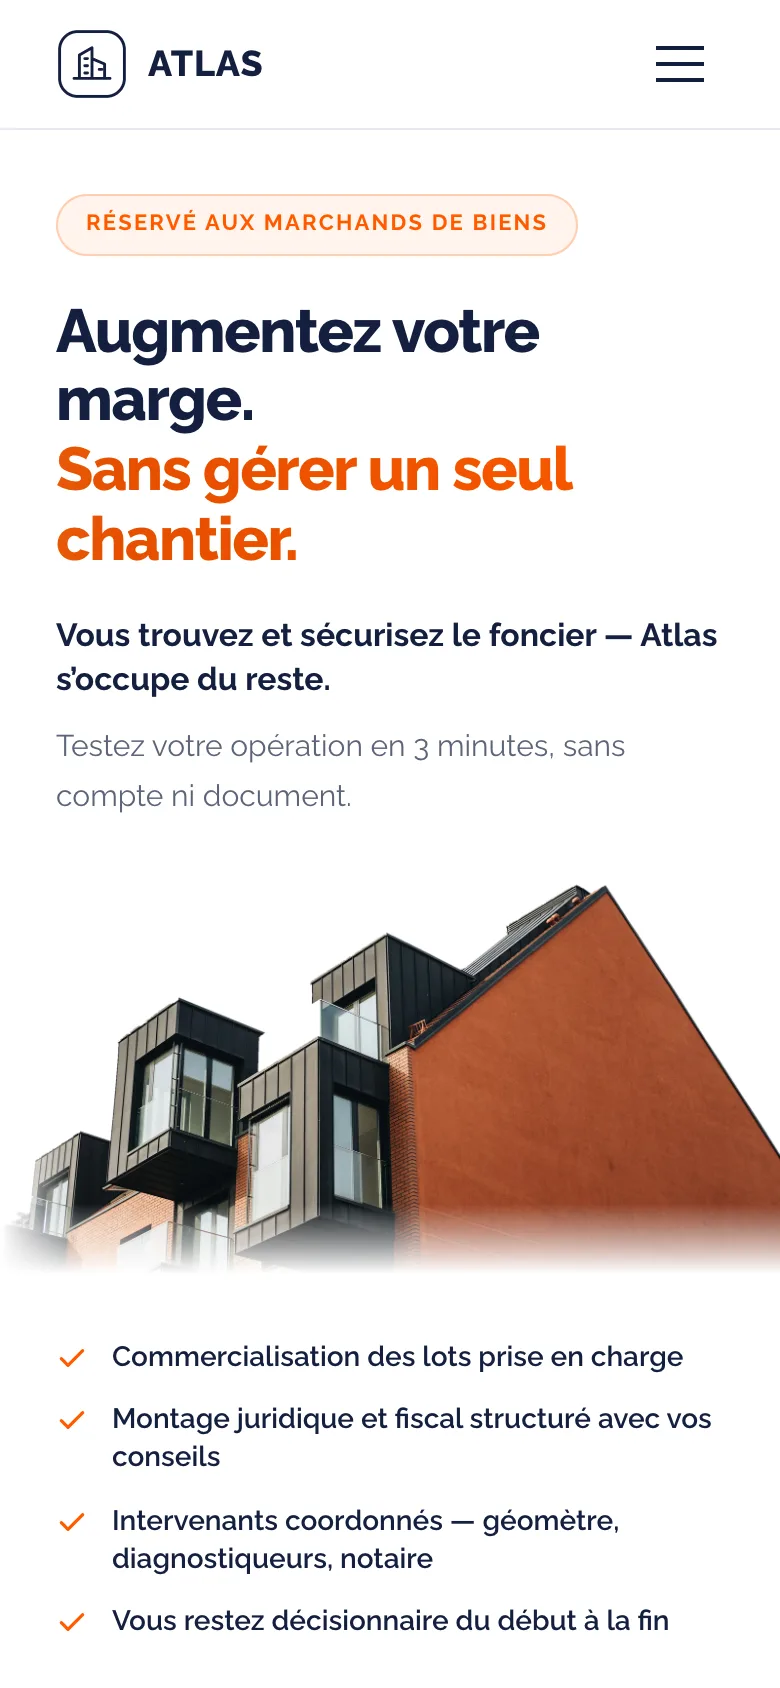 ATLAS
RÉSERVÉ AUX MARCHANDS DE BIENS
Augmentez votre
marge.
Sans gérer un seul
chantier.
Vous trouvez et sécurisez le foncier — Atlas
s’occupe du reste.
Testez votre opération en 3 minutes, sans
compte ni document.
Commercialisation des lots prise en charge
Montage juridique et fiscal structuré avec vos
conseils
Intervenants coordonnés — géomètre,
diagnostiqueurs, notaire
Vous restez décisionnaire du début à la fin